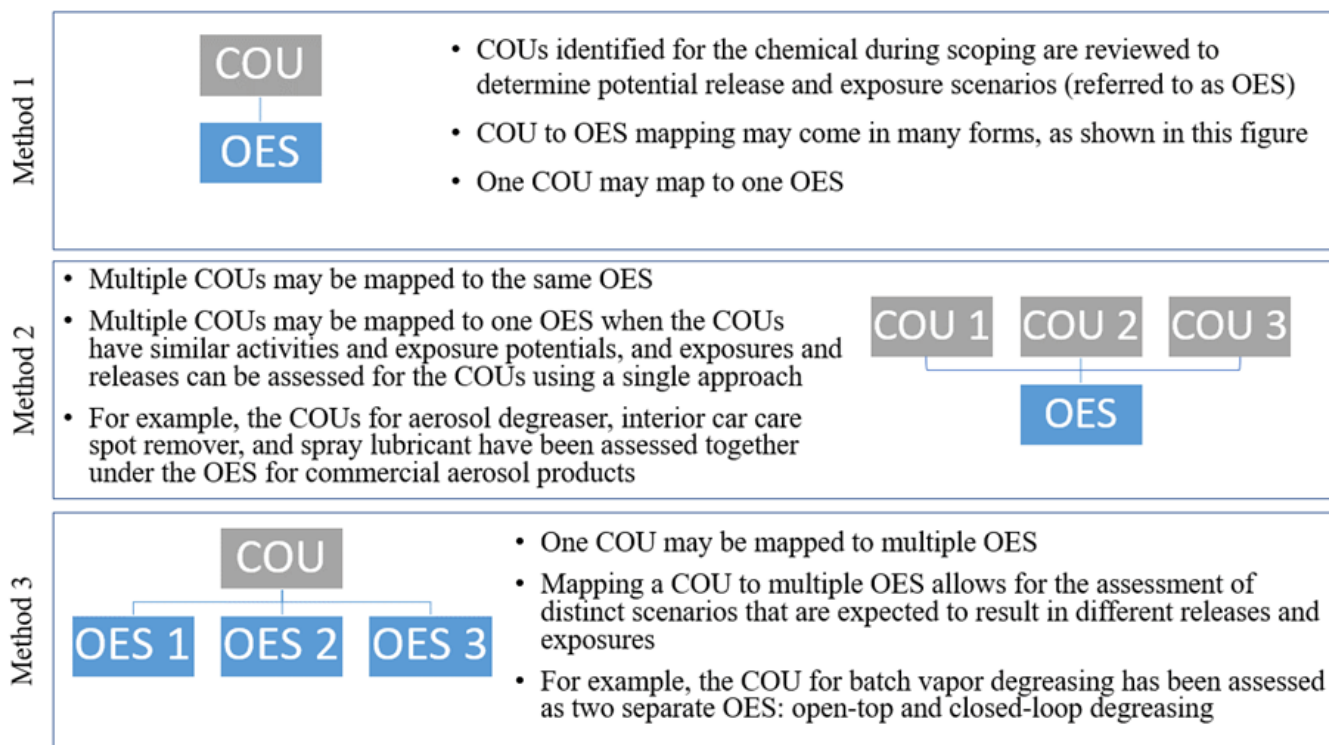 Method 1
COU
OES
• COUs identified for the chemical during scoping are reviewed to
determine potential release and exposure scenarios (referred to as OES)
• COU to OES mapping may come in many forms, as shown in this figure
• One COU may map to one OES
Method 2
• Multiple COUs may be mapped to the same OES
• Multiple COUs may be mapped to one OES when the COUs
have similar activities and exposure potentials, and exposures and
releases can be assessed for the COUs using a single approach
• For example, the COUs for aerosol degreaser, interior car care
spot remover, and spray lubricant have been assessed together
under the OES for commercial aerosol products
COU 1 COU 2 COU 3
OES
Method 3
COU
OES 1 OES 2 OES 3
• One COU may be mapped to multiple OES
• Mapping a COU to multiple OES allows for the assessment of
distinct scenarios that are expected to result in different releases and
exposures
• For example, the COU for batch vapor degreasing has been assessed
as two separate OES: open-top and closed-loop degreasing